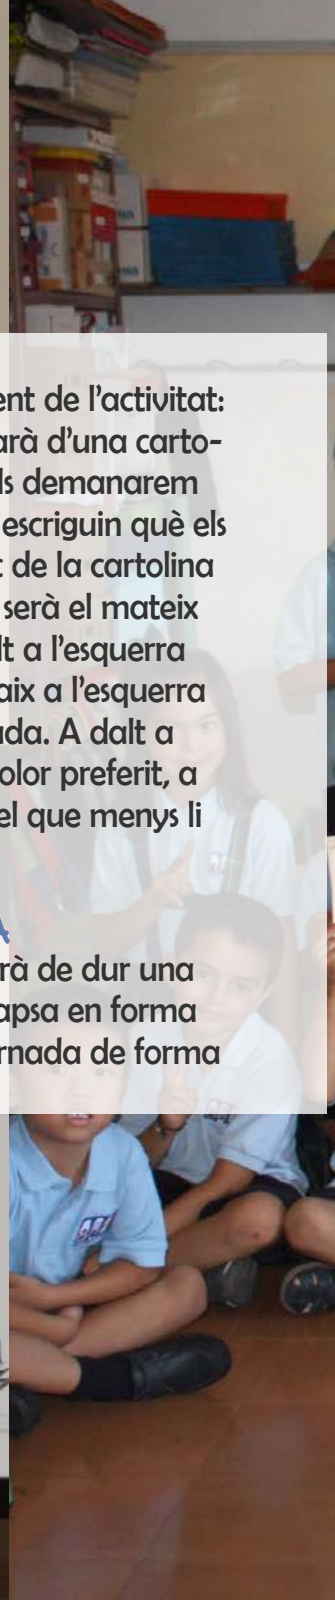 ent de l'activitat:
arà d'una carto-
ls demanarem
escriguin què els
t de la cartolina
serà el mateix
lt a l'esquerra
aix a l'esquerra
ada. A dalt a
olor preferit, a
el que menys li
A
rà de dur una
apsa en forma
rnada de forma